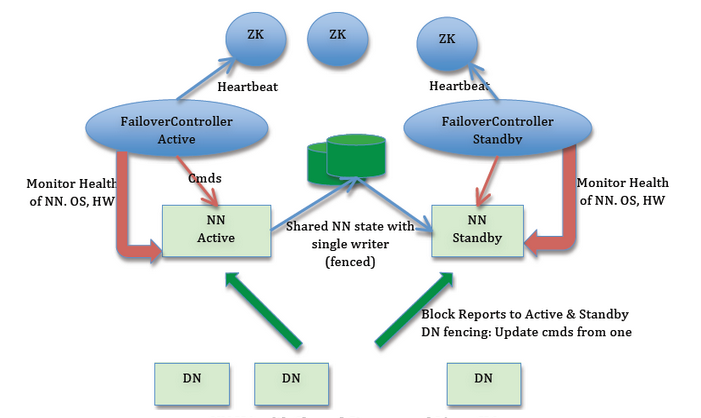 ZK
ZK
ZK
Heartbeat
Heartbeat
FailoverController
Active
FailoverController
Standby
Cmds
Monitor Health
of NN. OS, HW
Monitor Health
of NN. OS, HW
NN
Active
Shared NN state with
single writer
(fenced)
NN
Standby
Block Reports to Active & Standby
DN fencing: Update cmds from one
DN
DN
DN